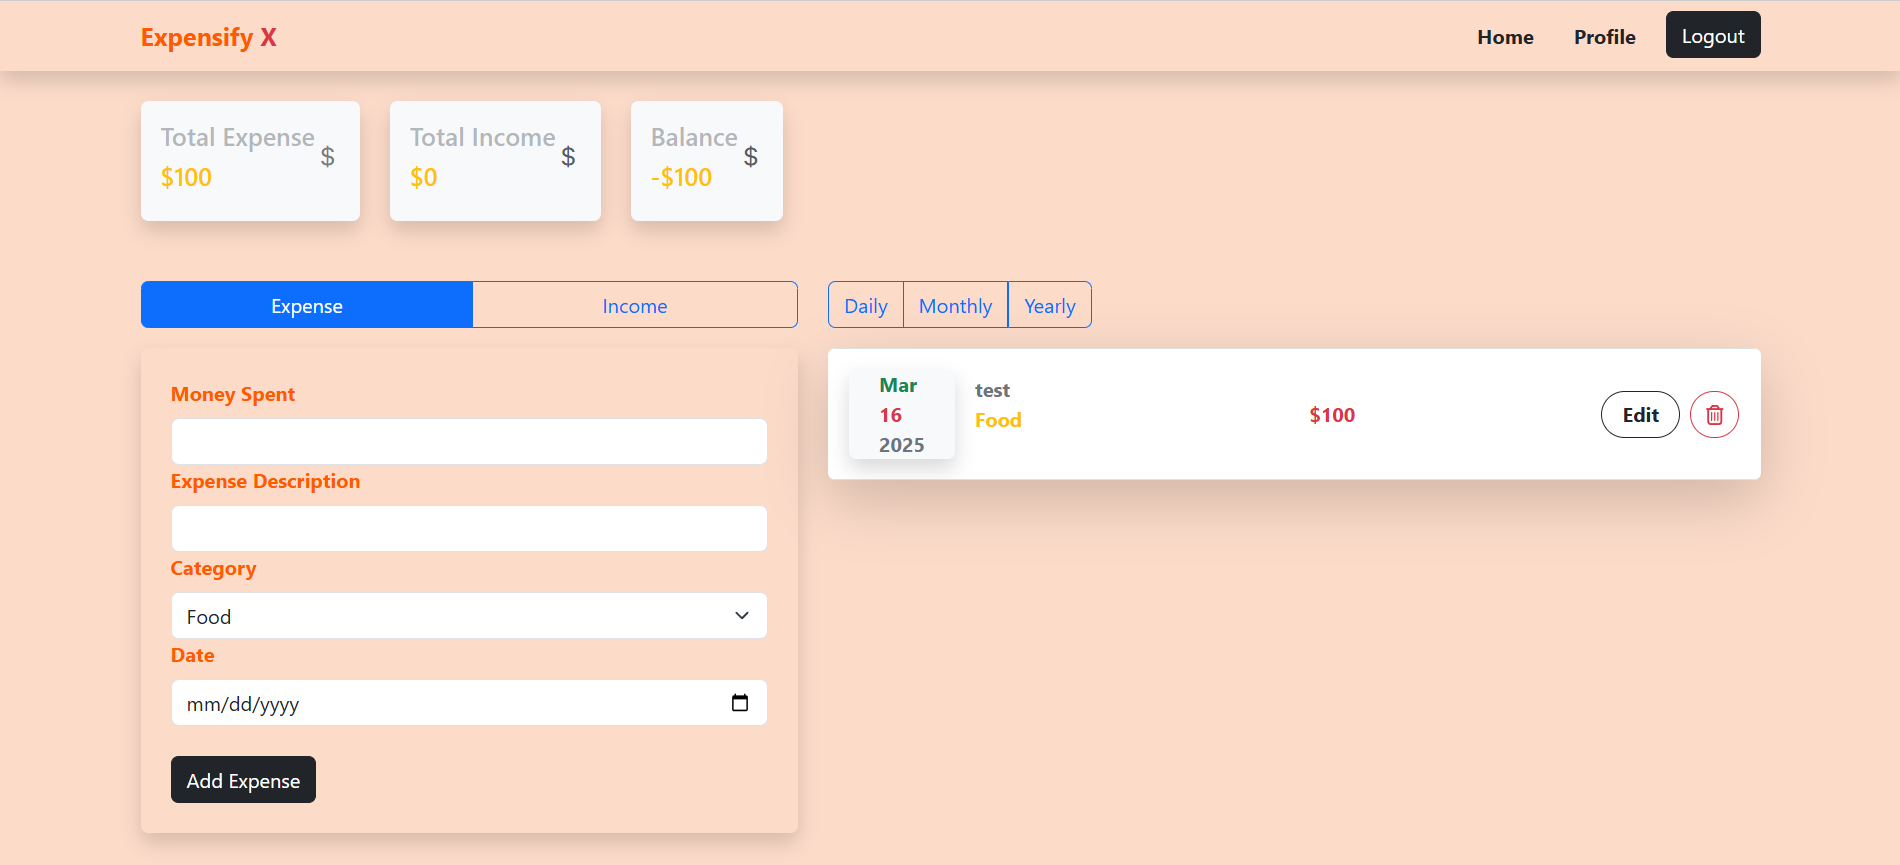 Expensify X
Home
Profile
Logout
Total Expense
$100
$
Total Income
$0
$
Balance
-$100
$
Expense
Income
Daily
Monthly
Yearly
Money Spent
Expense Description
Category
Food
Date
mm/dd/yyyy
Add Expense
Mar
16
2025
test
Food
$100
Edit